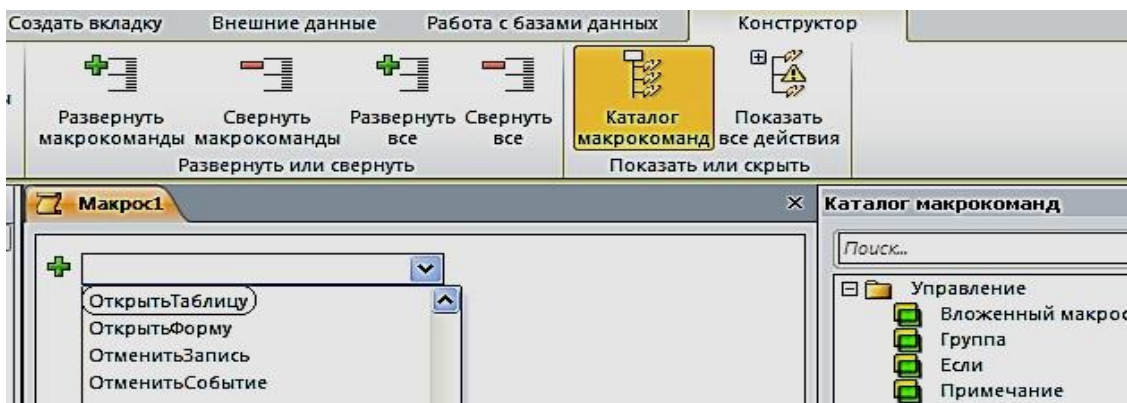 Создать вкладку Внешние данные Работа с базами данных Конструктор
Развернуть макрокоманды
Свернуть макрокоманды
Развернуть все
Свернуть все
Каталог макрокоманд
Показать все действия
Развернуть или свернуть
Показать или скрыть
Макрос1
Каталог макрокоманд
Поиск...
ОткрытьТаблицу
ОткрытьФорму
ОтменитьЗапись
ОтменитьСобытие
Управление
Вложенный макрос
Группа
Если
Примечание